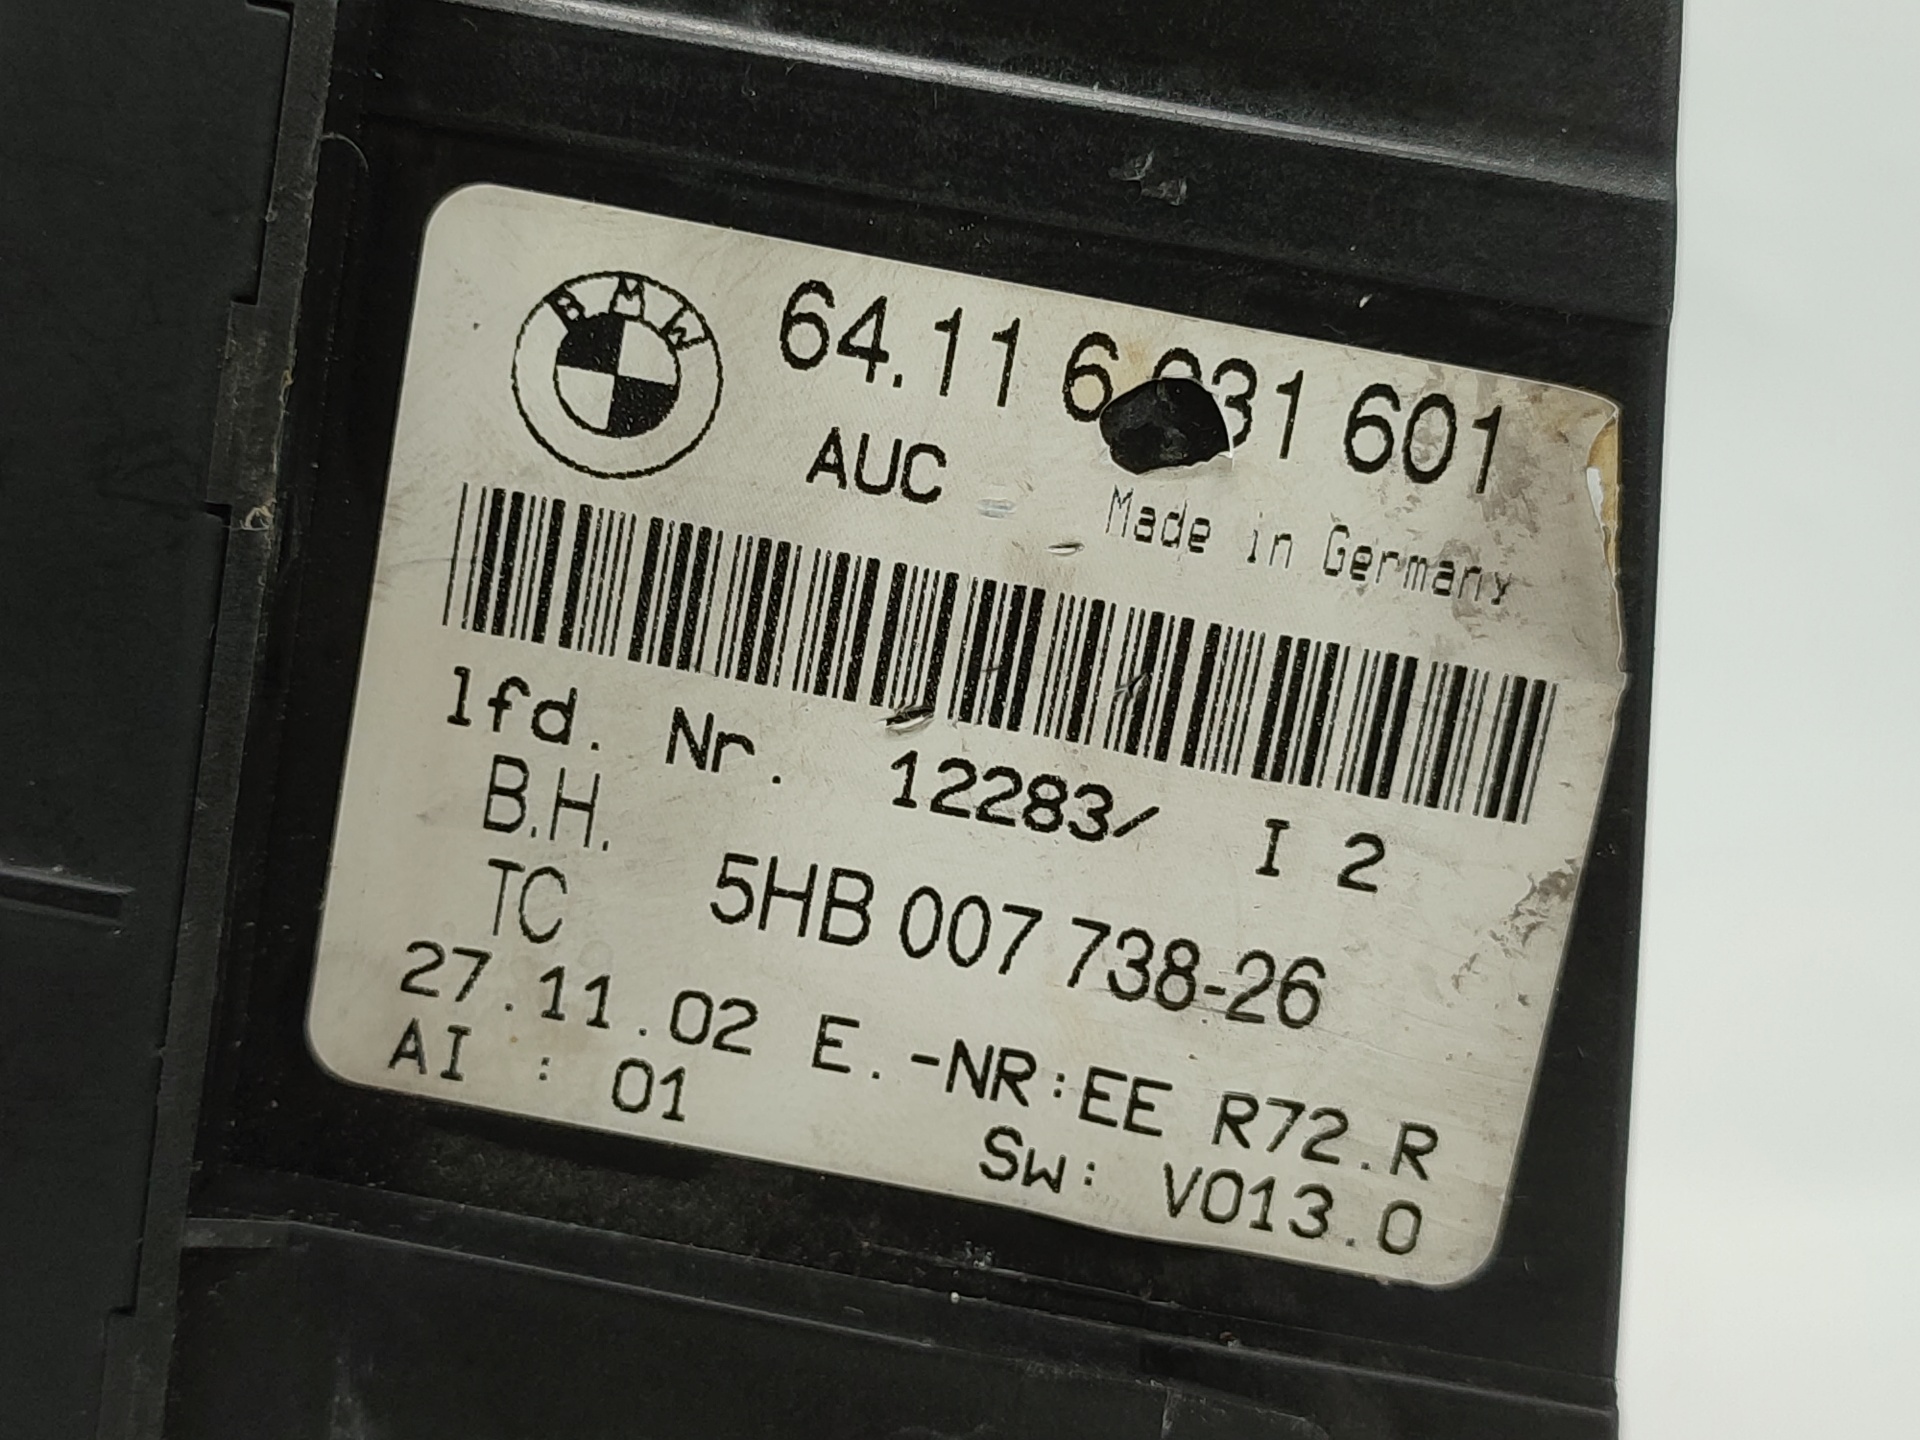 BMW
64.11 6 931 601
AUC
Made in Germany
lfd. Nr. 12283/ I 2
B.H.
TC 5HB 007 738-26
27.11.02 E.-NR:EE R72.R
AI : 01
SW: V013.0